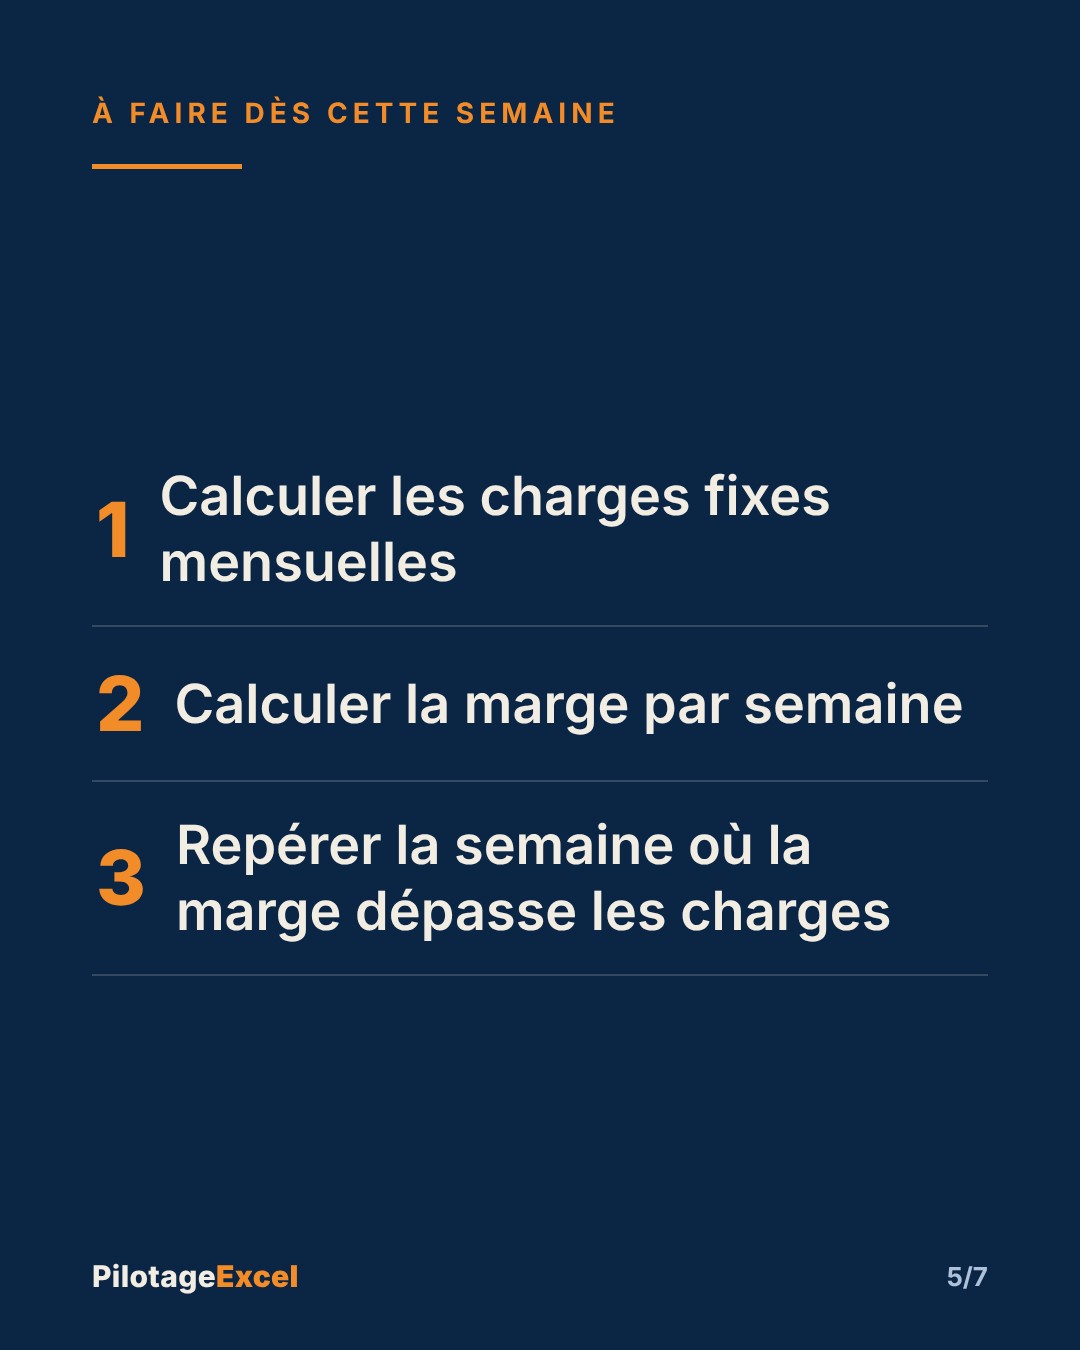 À FAIRE DÈS CETTE SEMAINE
1 Calculer les charges fixes
mensuelles
2 Calculer la marge par semaine
3 Repérer la semaine où la
marge dépasse les charges
PilotageExcel
5/7